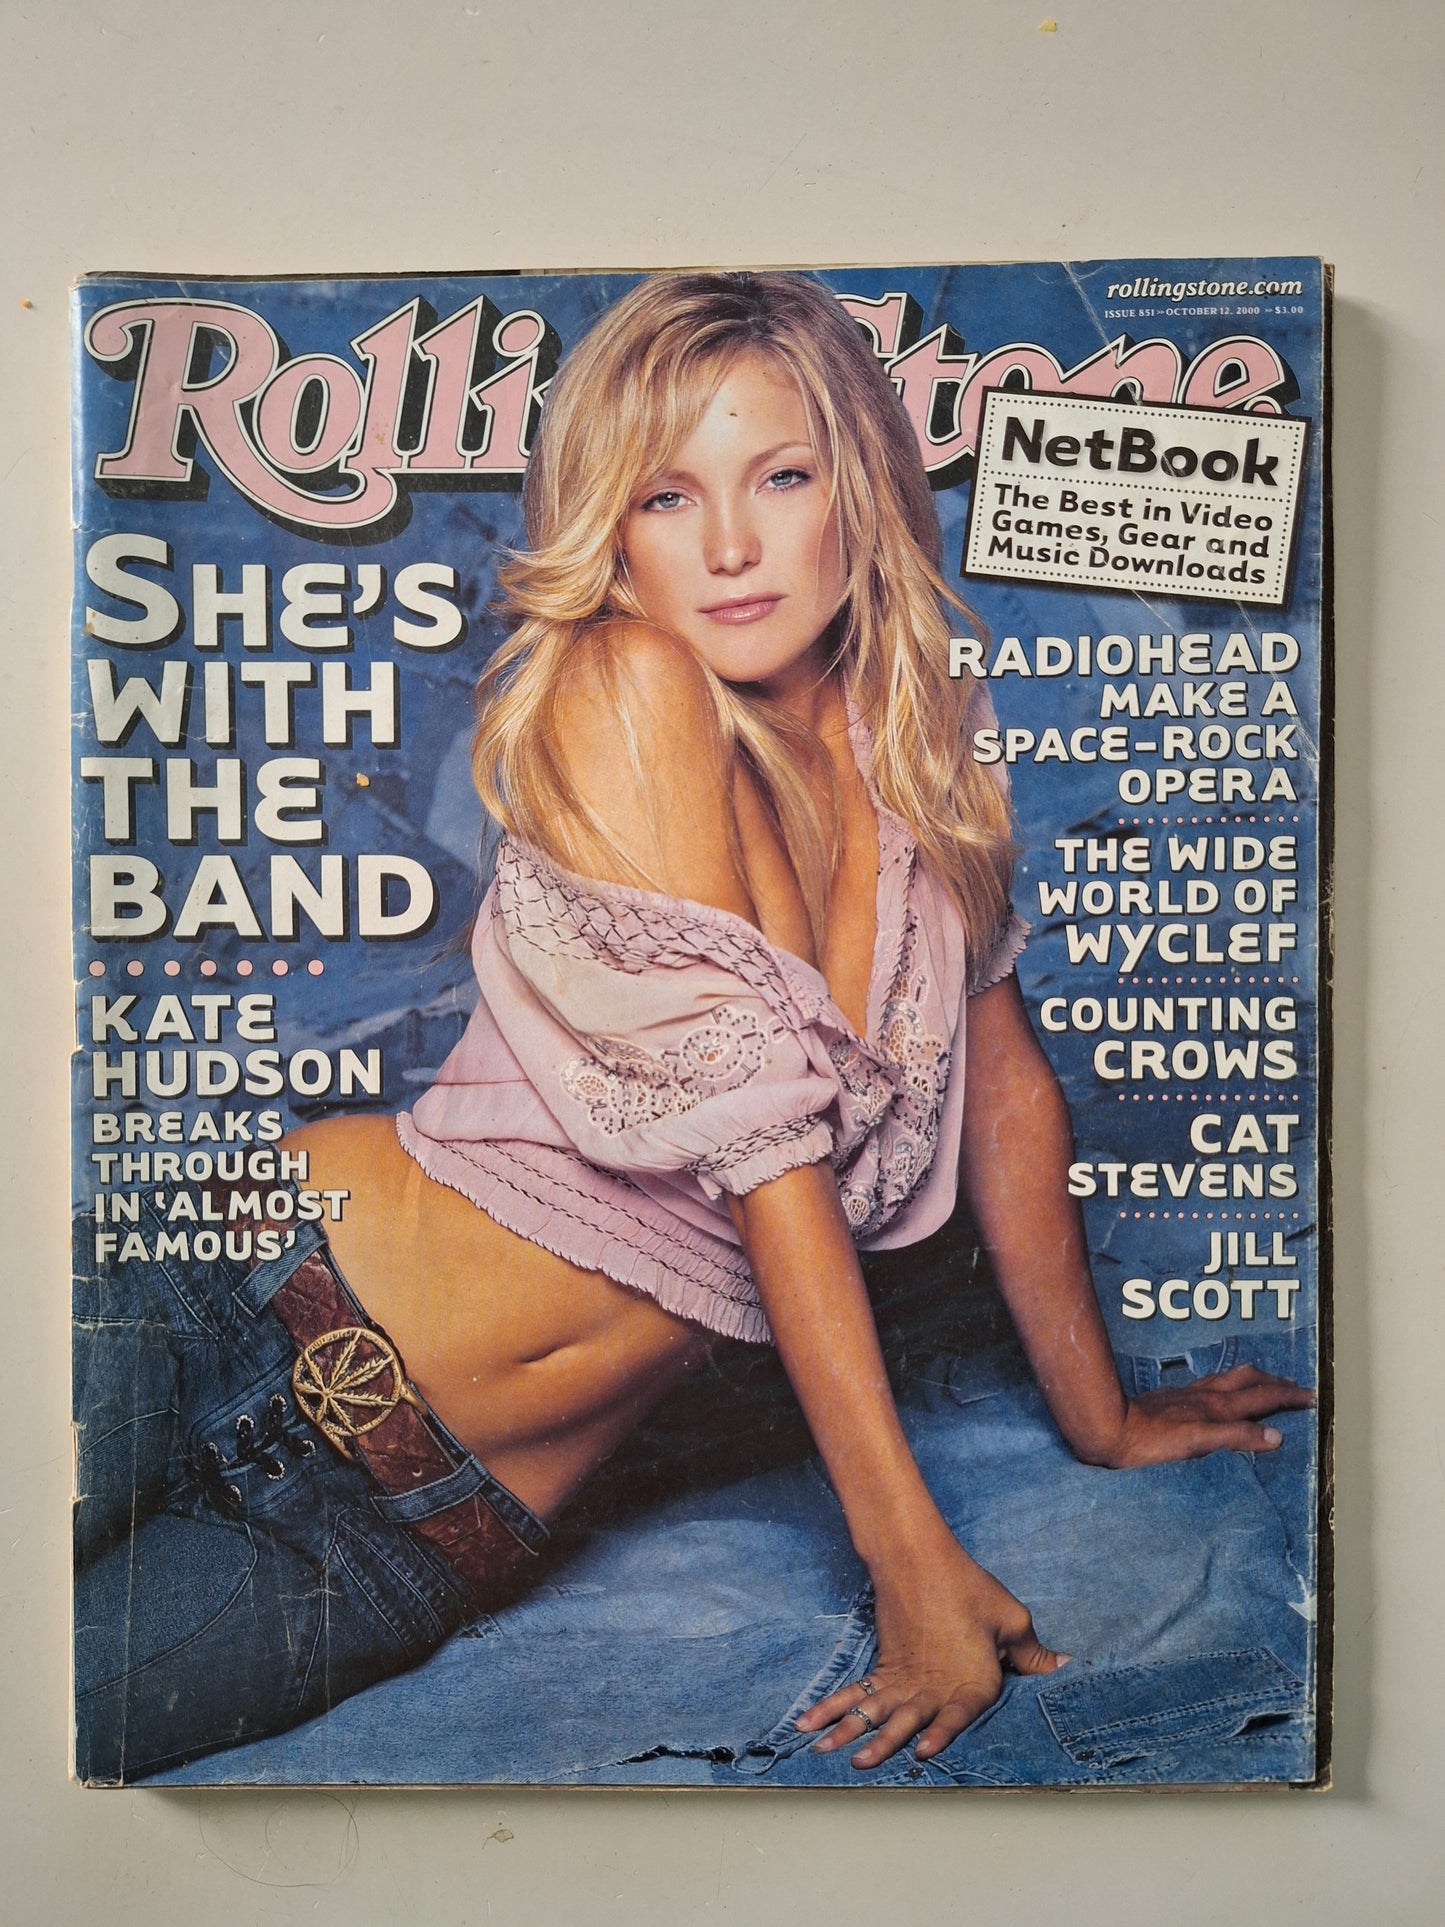 rollingstone.com
ISSUE 851 » OCTOBER 12, 2000 » $3.00
Rolling Stone
NetBook
The Best in Video
Games, Gear and
Music Downloads
SHE'S
WITH
THE
BAND
KATE
HUDSON
BREAKS
THROUGH
IN 'ALMOST
FAMOUS'
RADIOHEAD
MAKE A
SPACE-ROCK
OPERA
THE WIDE
WORLD OF
WYCLEF
COUNTING
CROWS
CAT
STEVENS
JILL
SCOTT